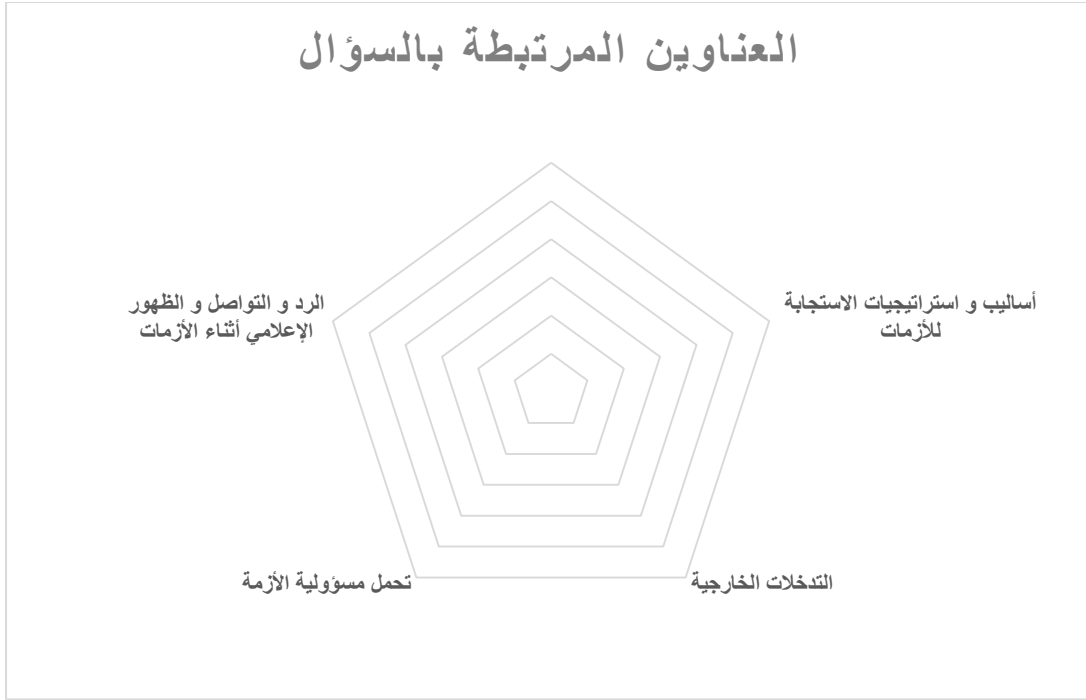 العناوين المرتبطة بالسؤال
أساليب و استراتيجيات الاستجابة
للأزمات
الرد و التواصل و الظهور
الإعلامي أثناء الأزمات
التدخلات الخارجية
تحمل مسؤولية الأزمة